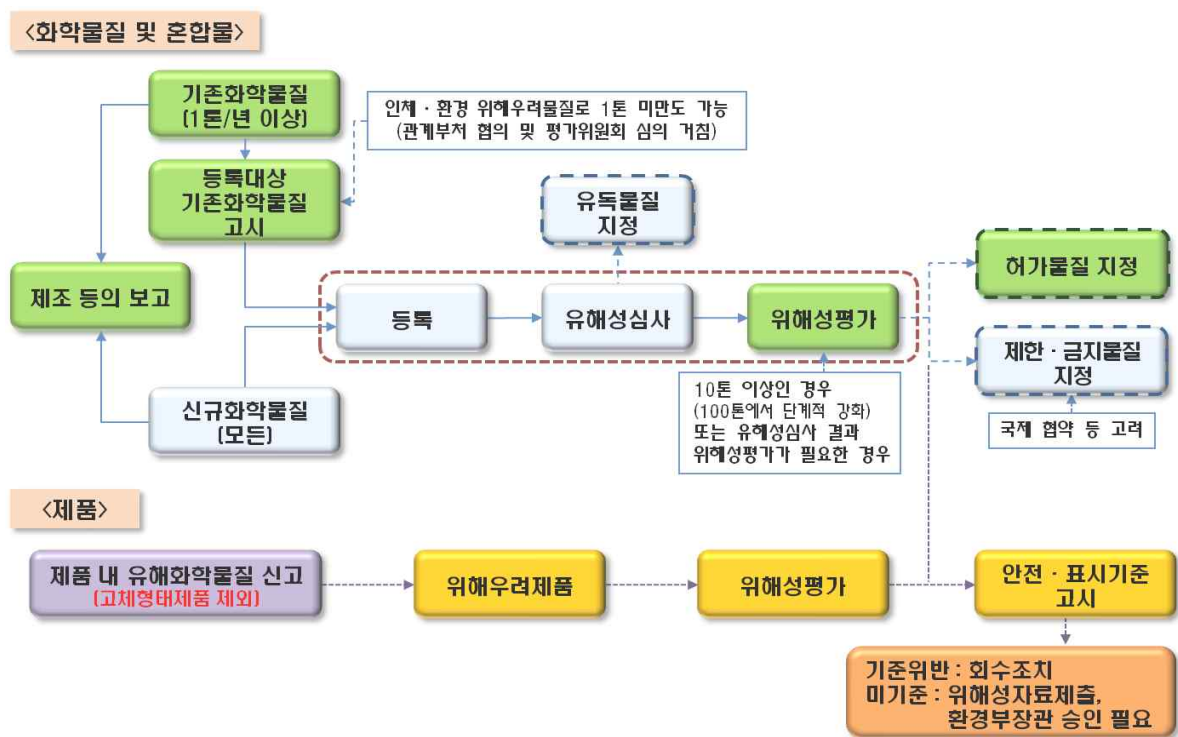 <화학물질 및 혼합물>
기존화학물질
(1톤/년 이상)
인체 · 환경 위해우려물질로 1톤 미만도 가능
(관계부처 협의 및 평가위원회 심의 거침)
등록대상
기존화학물질
고시
유독물질
지정
허가물질 지정
제조 등의 보고
등록
유해성심사
위해성평가
제한 · 금지물질
지정
신규화학물질
(모든)
10톤 이상인 경우
(100톤에서 단계적 강화)
또는 유해성심사 결과
위해성평가가 필요한 경우
국제 협약 등 고려
<제품>
제품 내 유해화학물질 신고
(고체형태제품 제외)
위해우려제품
위해성평가
안전 · 표시기준
고시
기준위반 : 회수조치
미기준 : 위해성자료제출,
환경부장관 승인 필요